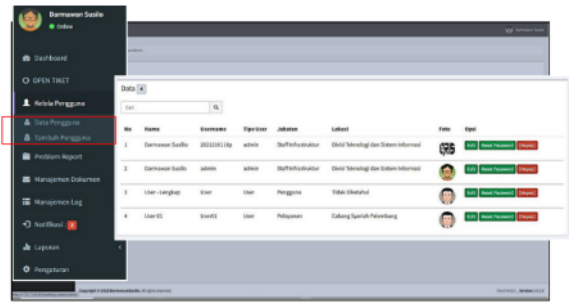 Darmawan Susilo
Online
Dashboard
OPEN TIKET
Kelola Pengguna
Data Pengguna
Tambah Pengguna
Problem Report
Manajemen Dokumen
Manajemen Log
Notifikasi
Laporan
Pengaturan
Data 4
Cari
No Nama Username Tipe User Jabatan Lokasi Foto Opsi
1 Darmawan Susilo admin Staff Infrastruktur Divisi Teknologi dan Sistem Informasi Edit Reset Password Hapus
2 Darmawan Susilo admin admin Staff Infrastruktur Divisi Teknologi dan Sistem Informasi Edit Reset Password Hapus
3 User - Lengkap User User Pengguna Tidak Diketahui Edit Reset Password Hapus
4 User 01 User01 User Pelayanan Cabang Syariah Palembang Edit Reset Password Hapus